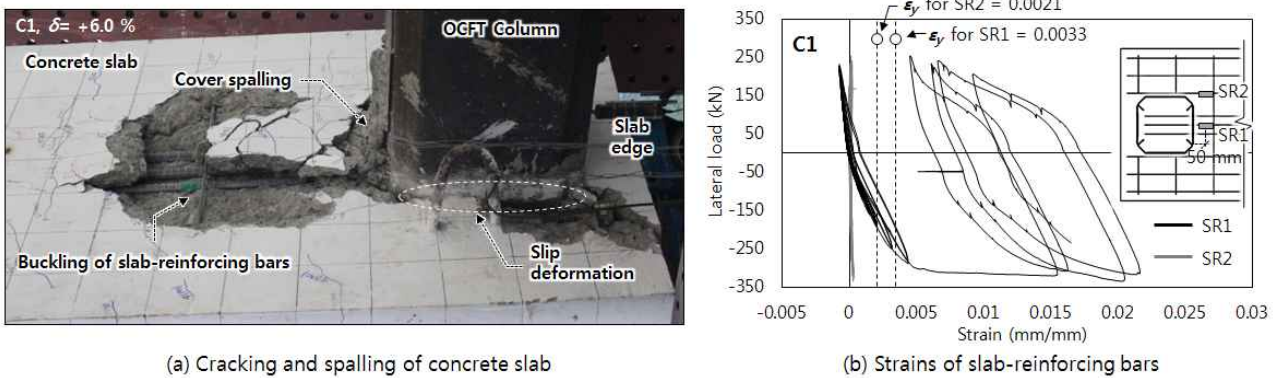 C1, δ= +6.0 %
OCFT Column
Concrete slab
Cover spalling
Slab
edge
Buckling of slab-reinforcing bars
Slip
deformation
(a) Cracking and spalling of concrete slab
εy for SR2 = 0.0021
εy for SR1 = 0.0033
C1
350
250
150
50
-50
-150
-250
-350
Lateral load (kN)
SR2
SR1
50 mm
SR1
SR2
-0.005 0 0.005 0.01 0.015 0.02 0.025 0.03
Strain (mm/mm)
(b) Strains of slab-reinforcing bars